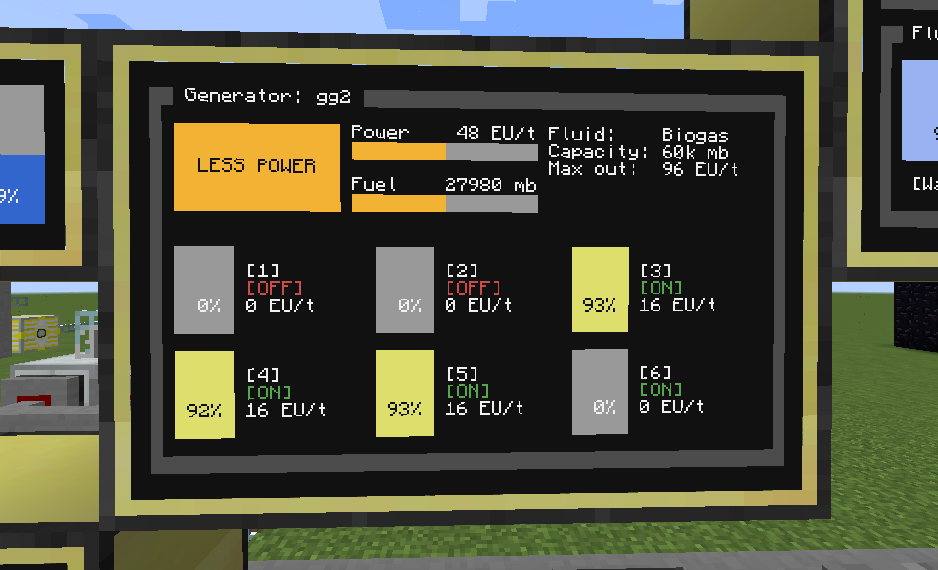 Generator: gg2
LESS POWER
Power 48 EU/t
Fuel 27980 mb
Fluid: Biogas
Capacity: 60k mb
Max out: 96 EU/t
[1]
[OFF]
0% 0 EU/t
[2]
[OFF]
0% 0 EU/t
[3]
[ON]
93% 16 EU/t
[4]
[ON]
92% 16 EU/t
[5]
[ON]
93% 16 EU/t
[6]
[ON]
0% 0 EU/t